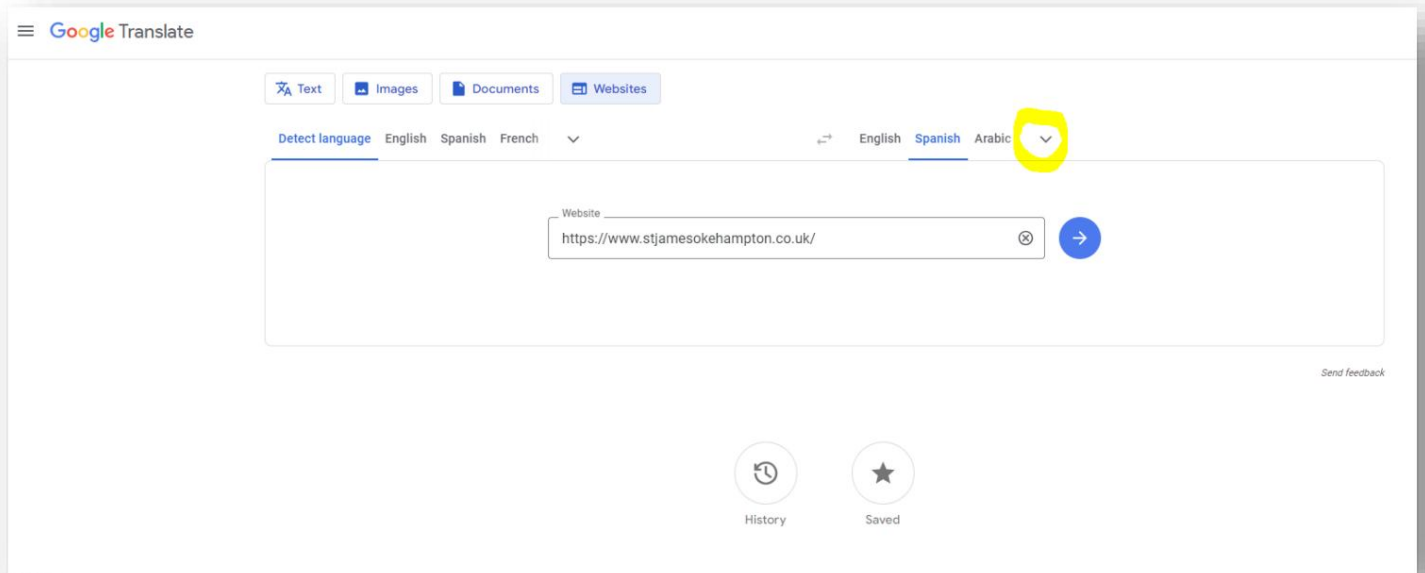 Google Translate
Text Images Documents Websites
Detect language English Spanish French English Spanish Arabic
Website
https://www.stjamesokehampton.co.uk/
Send feedback
History Saved